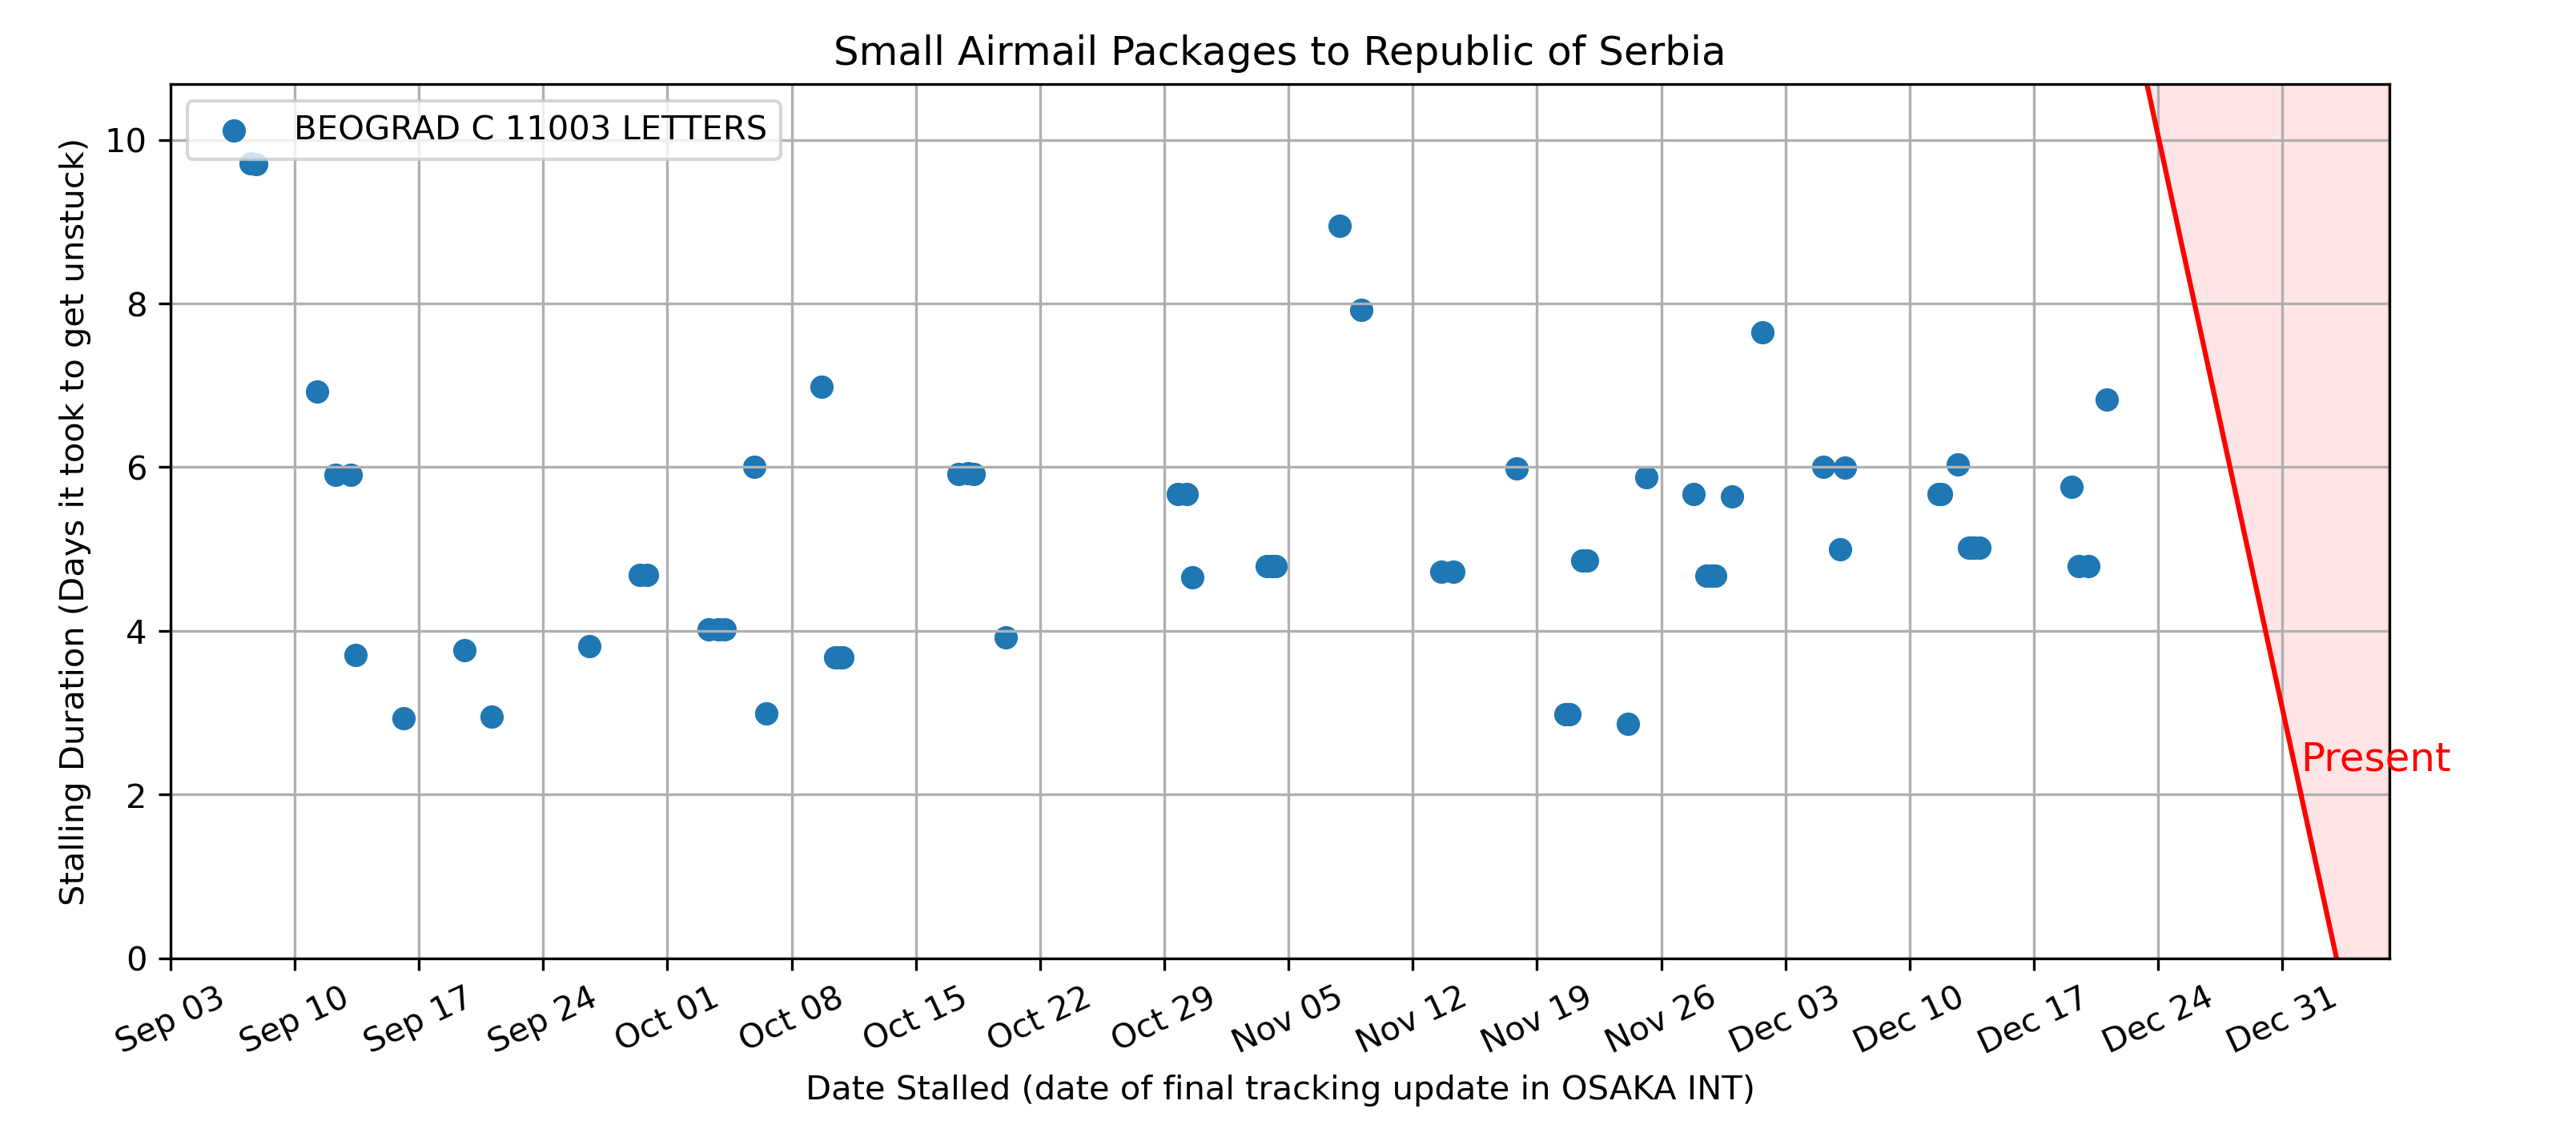 Small Airmail Packages to Republic of Serbia
BEOGRAD C 11003 LETTERS
Stalling Duration (Days it took to get unstuck)
10
8
6
4
2
0
Present
Sep 03
Sep 10
Sep 17
Sep 24
Oct 01
Oct 08
Oct 15
Oct 22
Oct 29
Nov 05
Nov 12
Nov 19
Nov 26
Dec 03
Dec 10
Dec 17
Dec 24
Dec 31
Date Stalled (date of final tracking update in OSAKA INT)